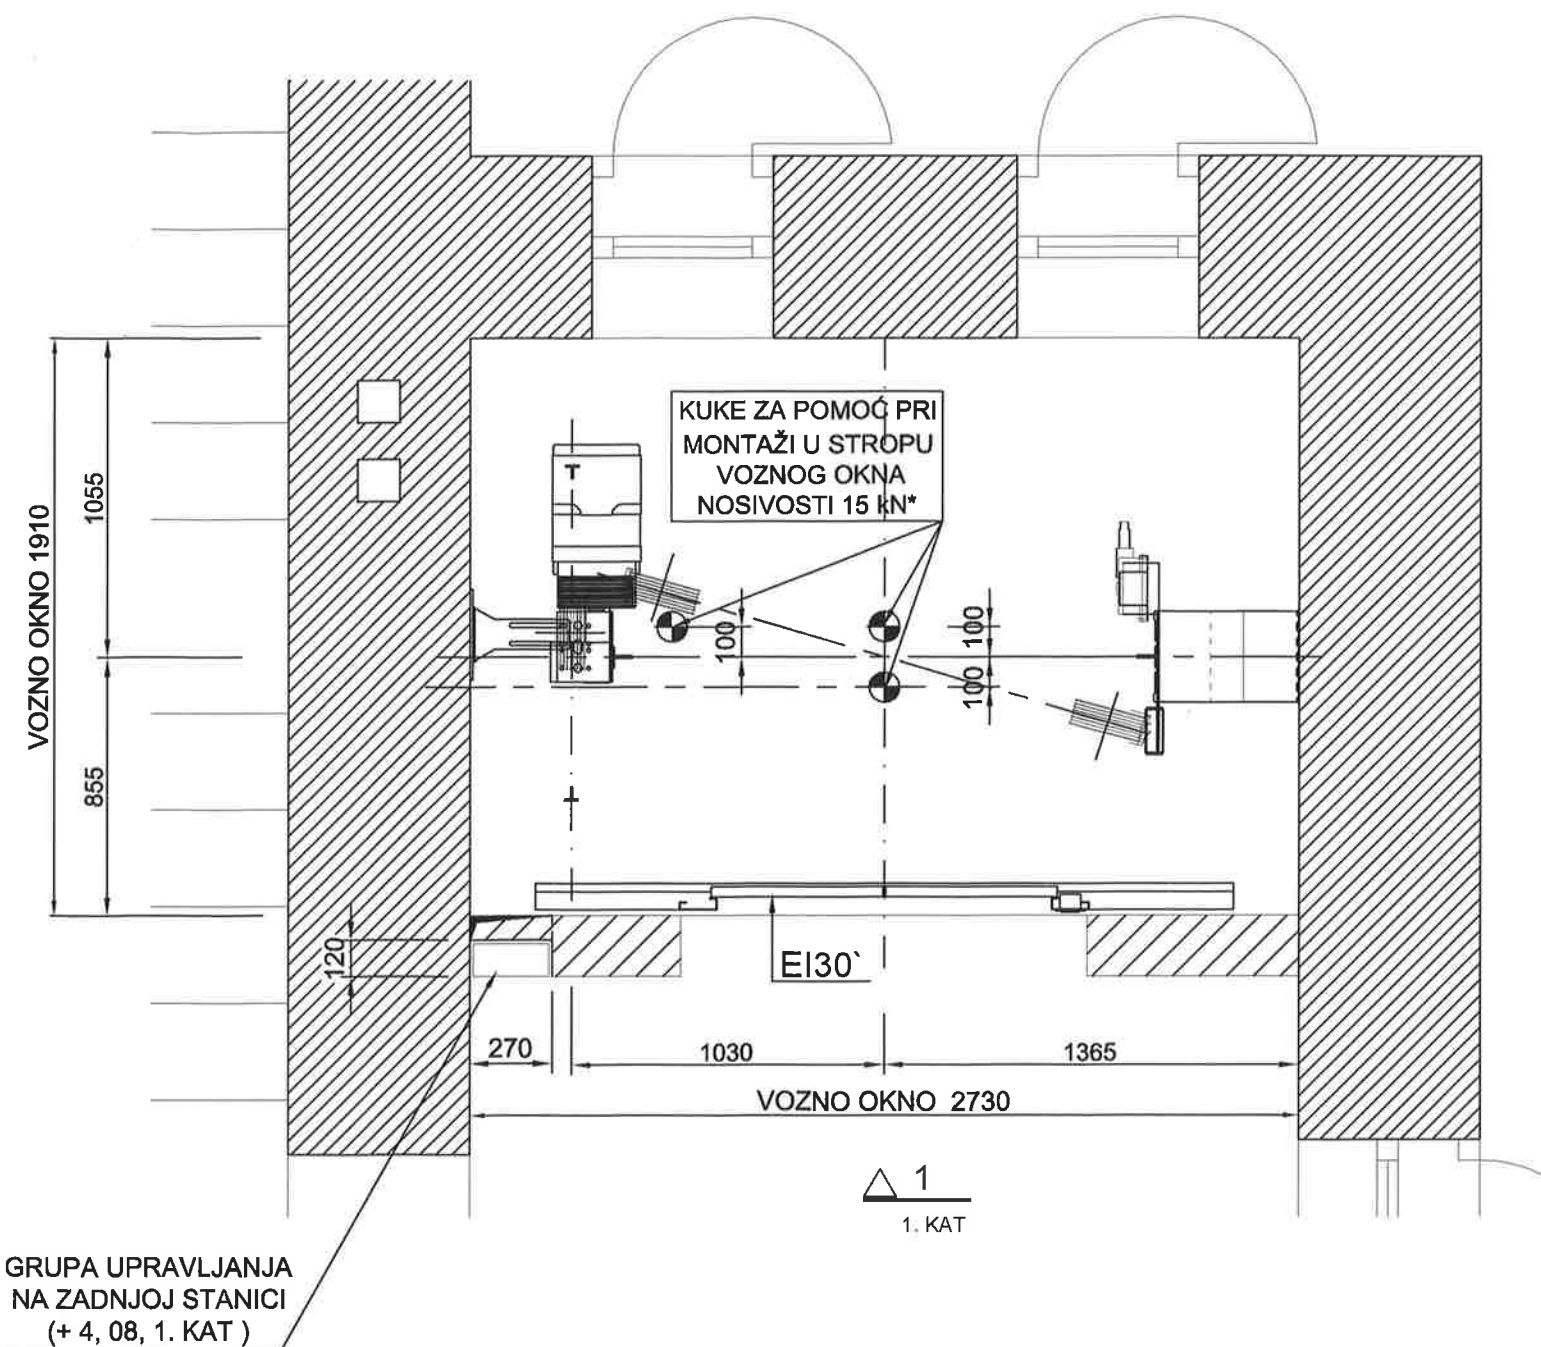 KUKE ZA POMOĆ PRI
MONTAŽI U STROPU
VOZNOG OKNA
NOSIVOSTI 15 kN*
VOZNO OKNO 1910
1055
855
120
T
100
100
100
EI30`
270
1030
1365
VOZNO OKNO 2730
1
1. KAT
GRUPA UPRAVLJANJA
NA ZADNJOJ STANICI
(+ 4, 08, 1. KAT )